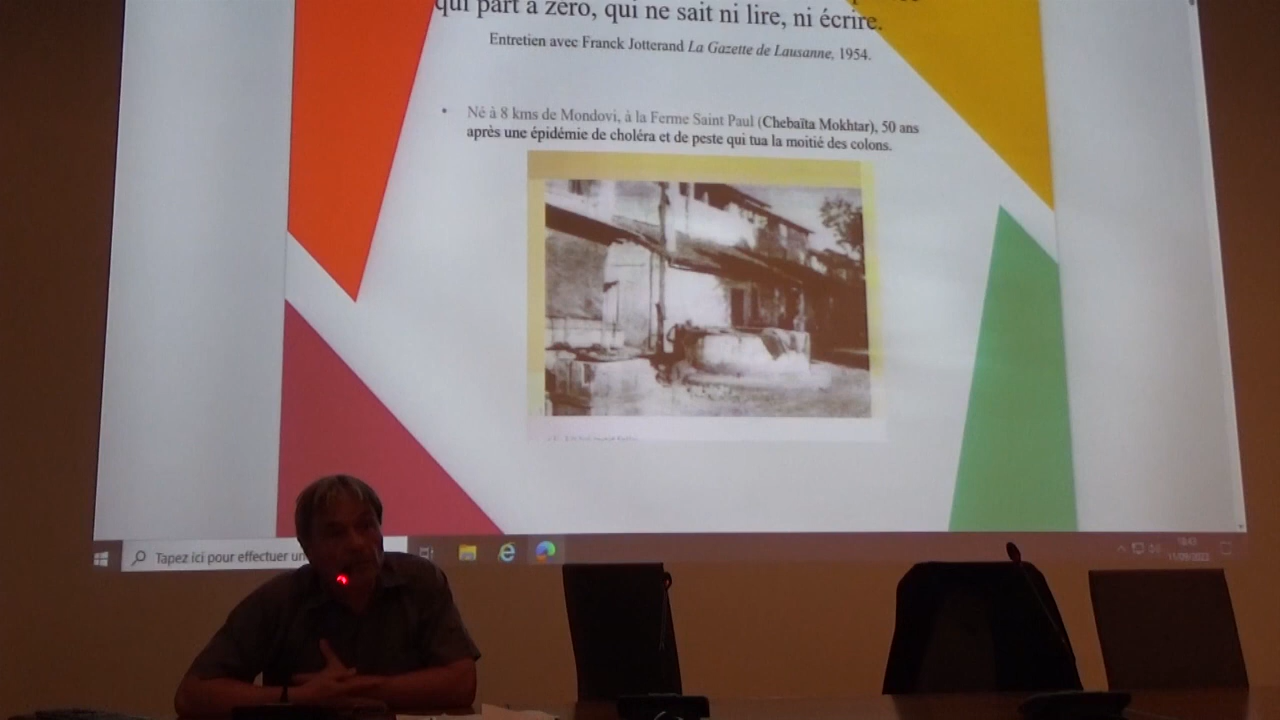 qui part à zéro, qui ne sait ni lire, ni écrire.
Entretien avec Franck Jotterand La Gazette de Lausanne, 1954.
• Né à 8 kms de Mondovi, à la Ferme Saint Paul (Chebaïta Mokhtar), 50 ans
après une épidémie de choléra et de peste qui tua la moitié des colons.
Tapez ici pour effectuer un